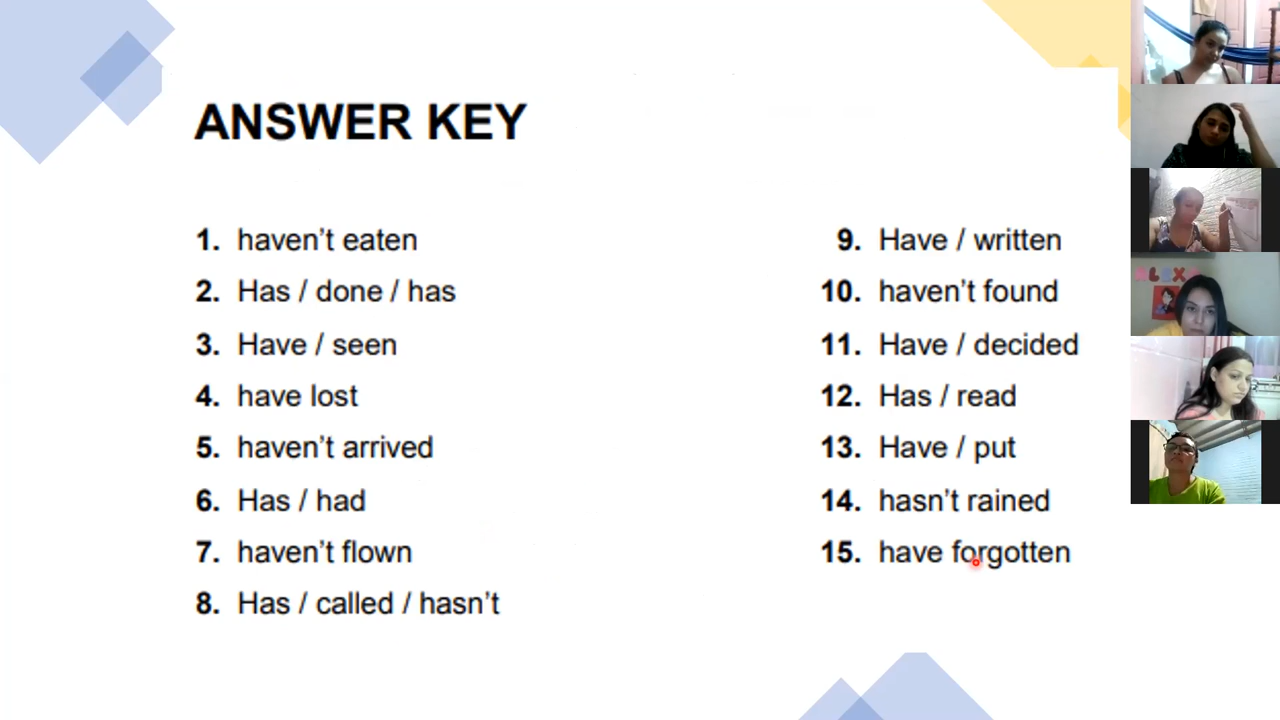 ANSWER KEY
1. haven't eaten
2. Has / done / has
3. Have / seen
4. have lost
5. haven't arrived
6. Has / had
7. haven't flown
8. Has / called / hasn't
9. Have / written
10. haven't found
11. Have / decided
12. Has / read
13. Have / put
14. hasn't rained
15. have forgotten